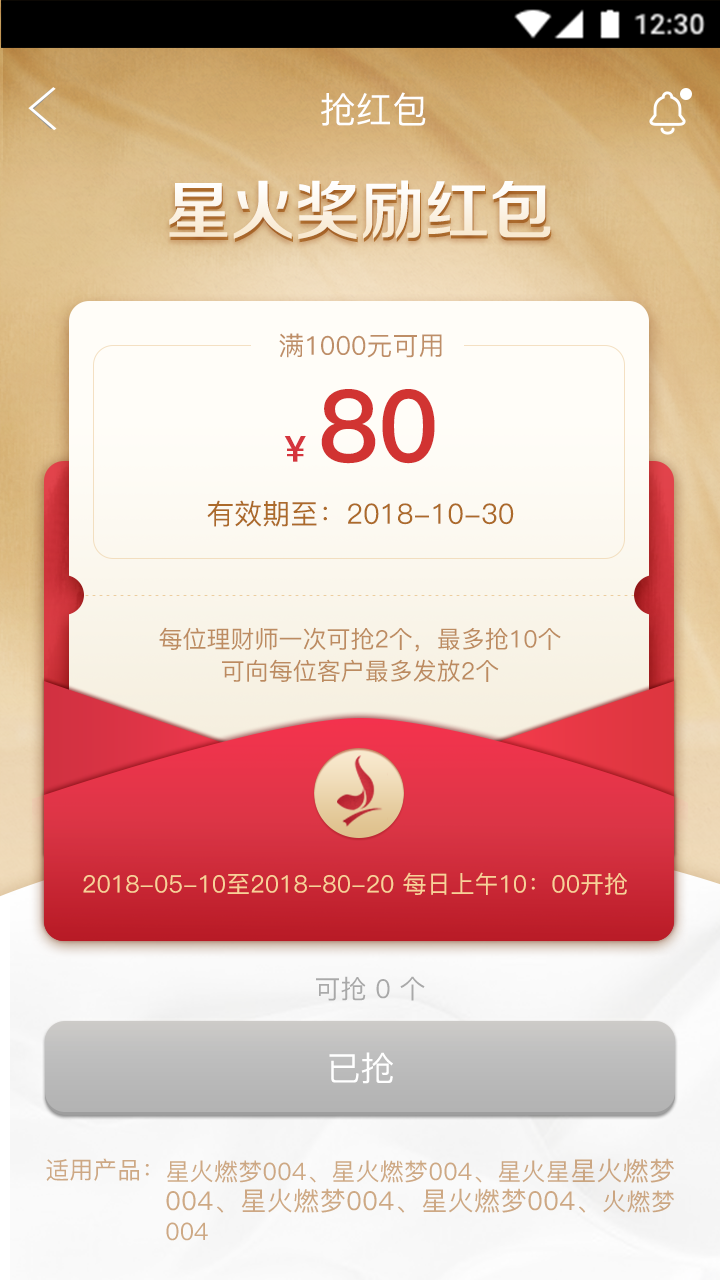 12:30
抢红包
星火奖励红包
满1000元可用
¥ 80
有效期至：2018-10-30
每位理财师一次可抢2个，最多抢10个
可向每位客户最多发放2个
2018-05-10至2018-80-20 每日上午10：00开抢
可抢 0 个
已抢
适用产品：星火燃梦004、星火燃梦004、星火星星火燃梦
004、星火燃梦004、星火燃梦004、火燃梦
004